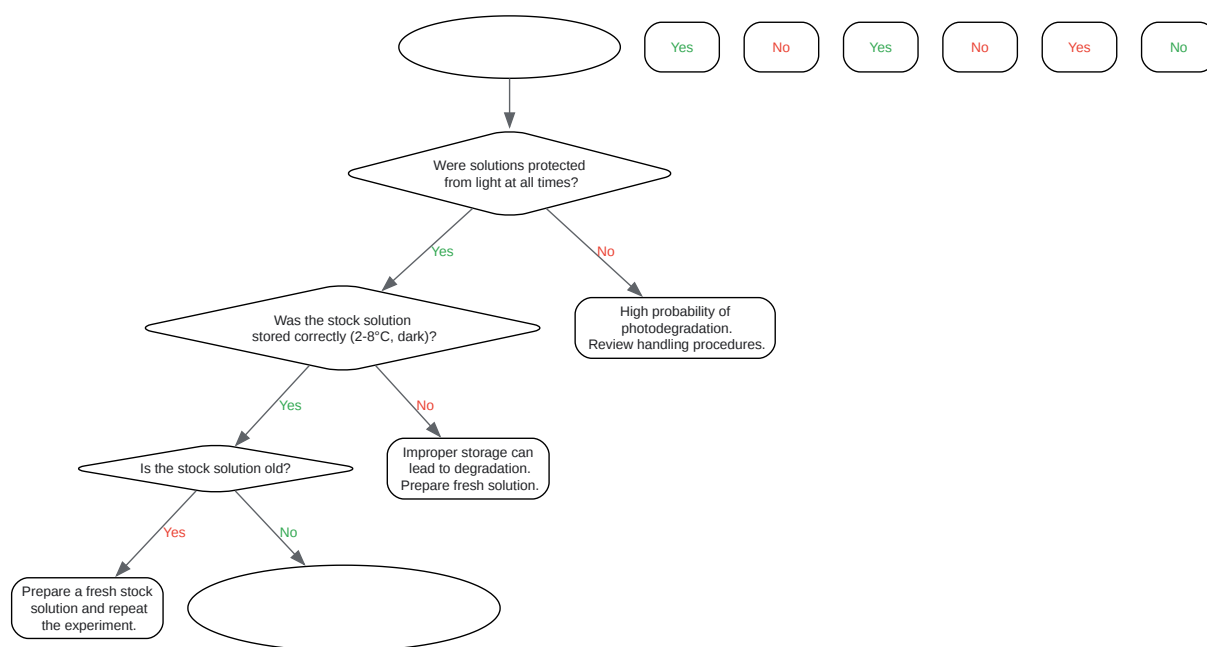 Yes
No
Yes
No
Yes
No
Were solutions protected
from light at all times?
Yes
No
Was the stock solution
stored correctly (2-8°C, dark)?
High probability of
photodegradation.
Review handling procedures.
Yes
No
Is the stock solution old?
Improper storage can
lead to degradation.
Prepare fresh solution.
Yes
No
Prepare a fresh stock
solution and repeat
the experiment.